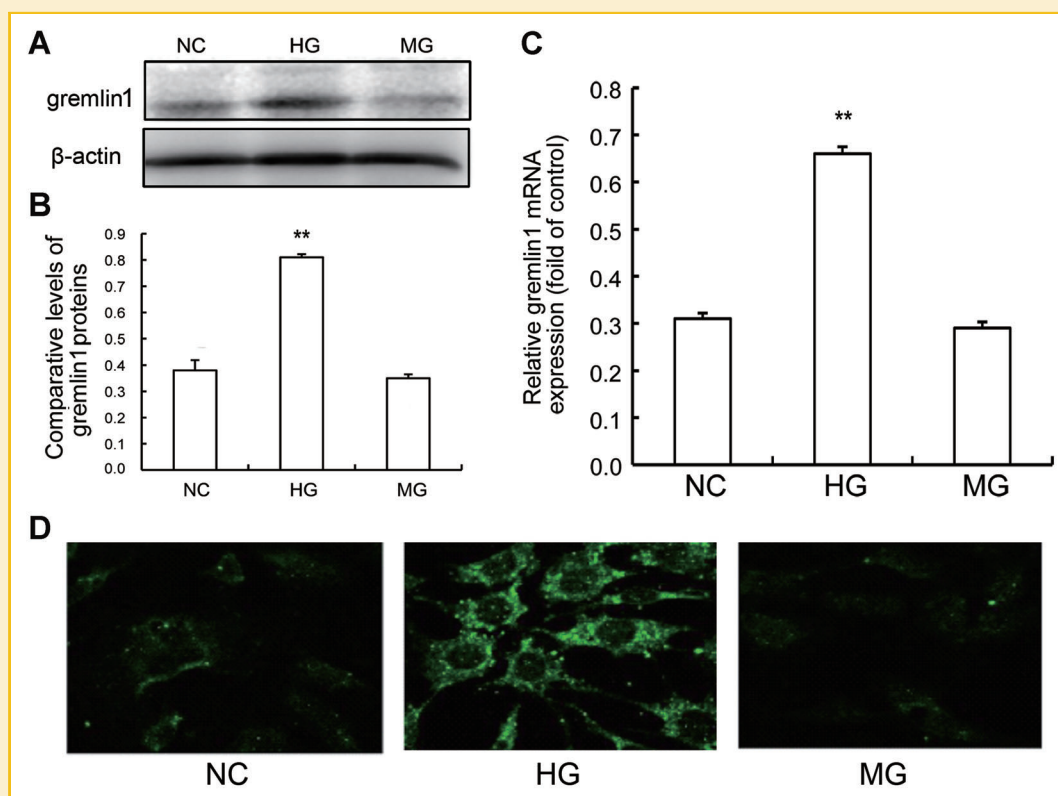 A
NC HG MG
gremlin1
β-actin
B
Comparative levels of
gremlin1proteins
0.9
0.8
0.7
0.6
0.5
0.4
0.3
0.2
0.1
0.0
**
NC HG MG
C
Relative gremlin1 mRNA
expression (foild of control)
0.8
0.7
0.6
0.5
0.4
0.3
0.2
0.1
0.0
**
NC HG MG
D
NC HG MG